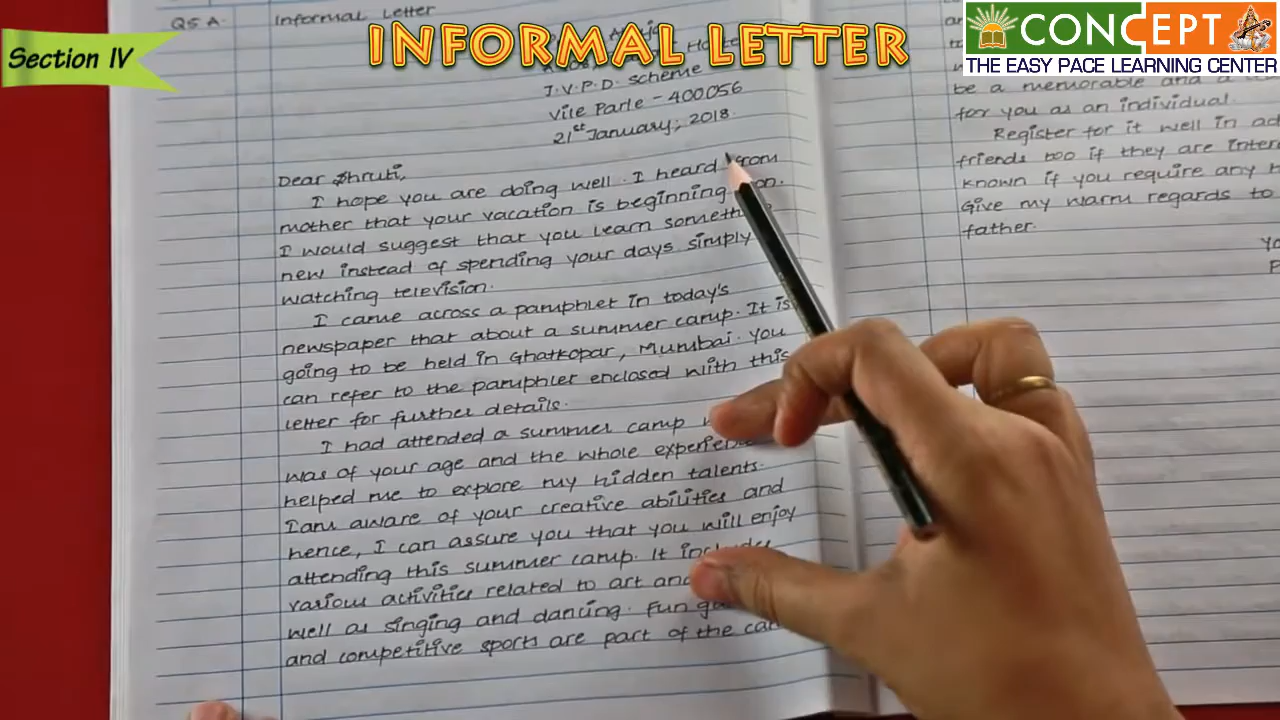 Section IV
INFORMAL LETTER
CONCEPT
THE EASY PACE LEARNING CENTER
Q5 A. Informal Letter
J.V.P.D. Scheme
Vile Parle - 400056
21st January, 2018.
Dear Shruti,
I hope you are doing well. I heard from
mother that your vacation is beginning
I would suggest that you learn
new instead of spending your days simply
watching television.
I came across a pamphlet in today's
newspaper that about a summer camp. It is
going to be held in Ghatkopar, Mumbai. You
can refer to the pamphlet enclosed with this
letter for further details.
I had attended a summer camp
was of your age and the whole
helped me to explore my hidden talents.
I am aware of your creative abilities and
hence, I can assure you that you will enjoy
attending this summer camp. It
various activities related to art
well as singing and dancing. Fun
and competitive sports are part of the
be a memorable and a
for you as an individual.
Register for it well in
friends too if they are
known if you require any
Give my warm regards to
father.